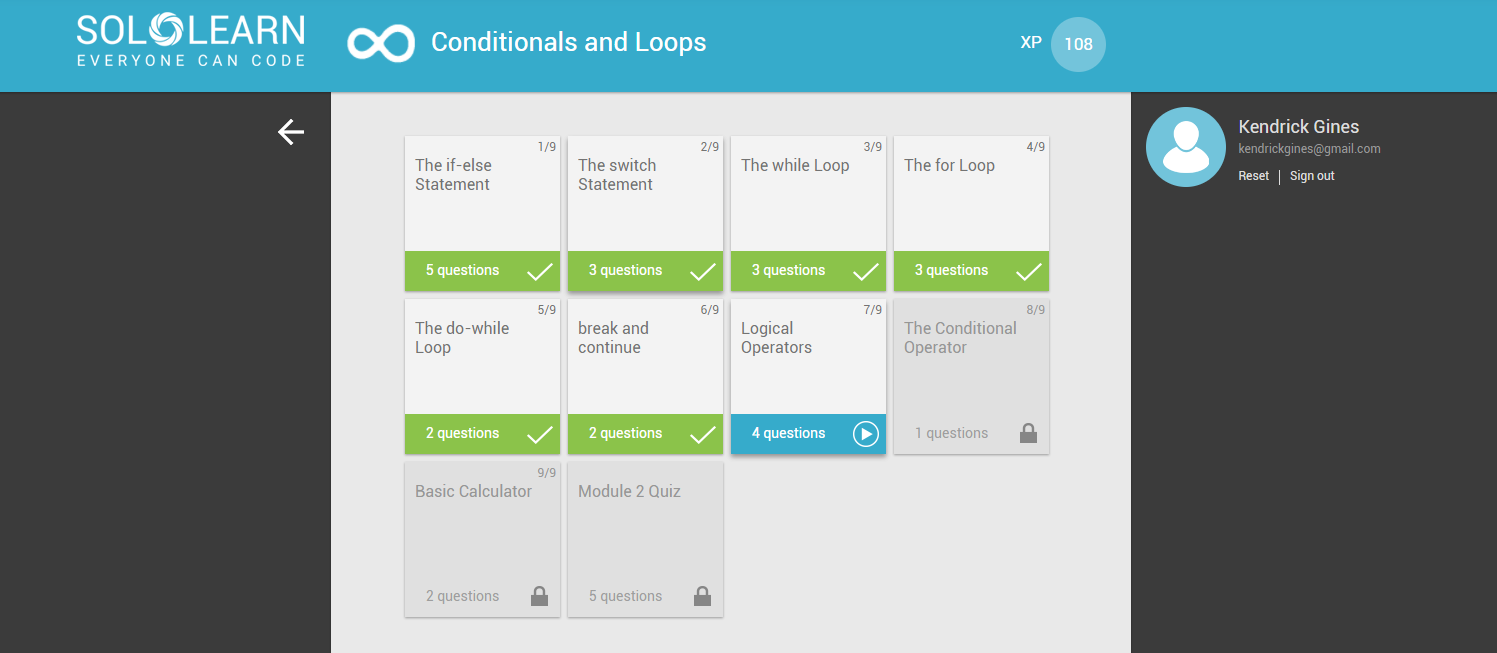 SOLOLEARN
EVERYONE CAN CODE
Conditionals and Loops
XP 108
Kendrick Gines
kendrickgines@gmail.com
Reset | Sign out
1/9
The if-else
Statement
5 questions
2/9
The switch
Statement
3 questions
3/9
The while Loop
3 questions
4/9
The for Loop
3 questions
5/9
The do-while
Loop
2 questions
6/9
break and
continue
2 questions
7/9
Logical
Operators
4 questions
8/9
The Conditional
Operator
1 questions
9/9
Basic Calculator
2 questions
Module 2 Quiz
5 questions